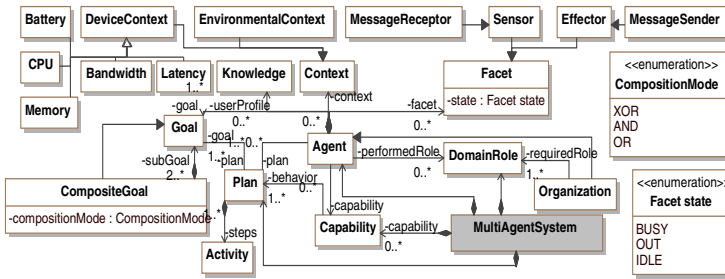 Battery
DeviceContext
EnvironmentalContext
MessageReceptor
Sensor
Effector
MessageSender
CPU
Bandwidth
Latency
Knowledge
Context
Facet
-state : Facet state
<<enumeration>>
CompositionMode
XOR
AND
OR
Memory
1..*
-context
-goal
-userProfile
-facet
0..*
0..*
0..*
Goal
-goal
1..*
0..*
Agent
-performedRole
DomainRole
-requiredRole
-subGoal
2..*
1..*
-plan
-plan
0..*
1..*
CompositeGoal
-compositionMode : CompositionMode
Plan
-behavior
0..*
1..*
1..*
Organization
<<enumeration>>
Facet state
BUSY
OUT
IDLE
-capability
Capability
-capability
0..*
MultiAgentSystem
-steps
Activity